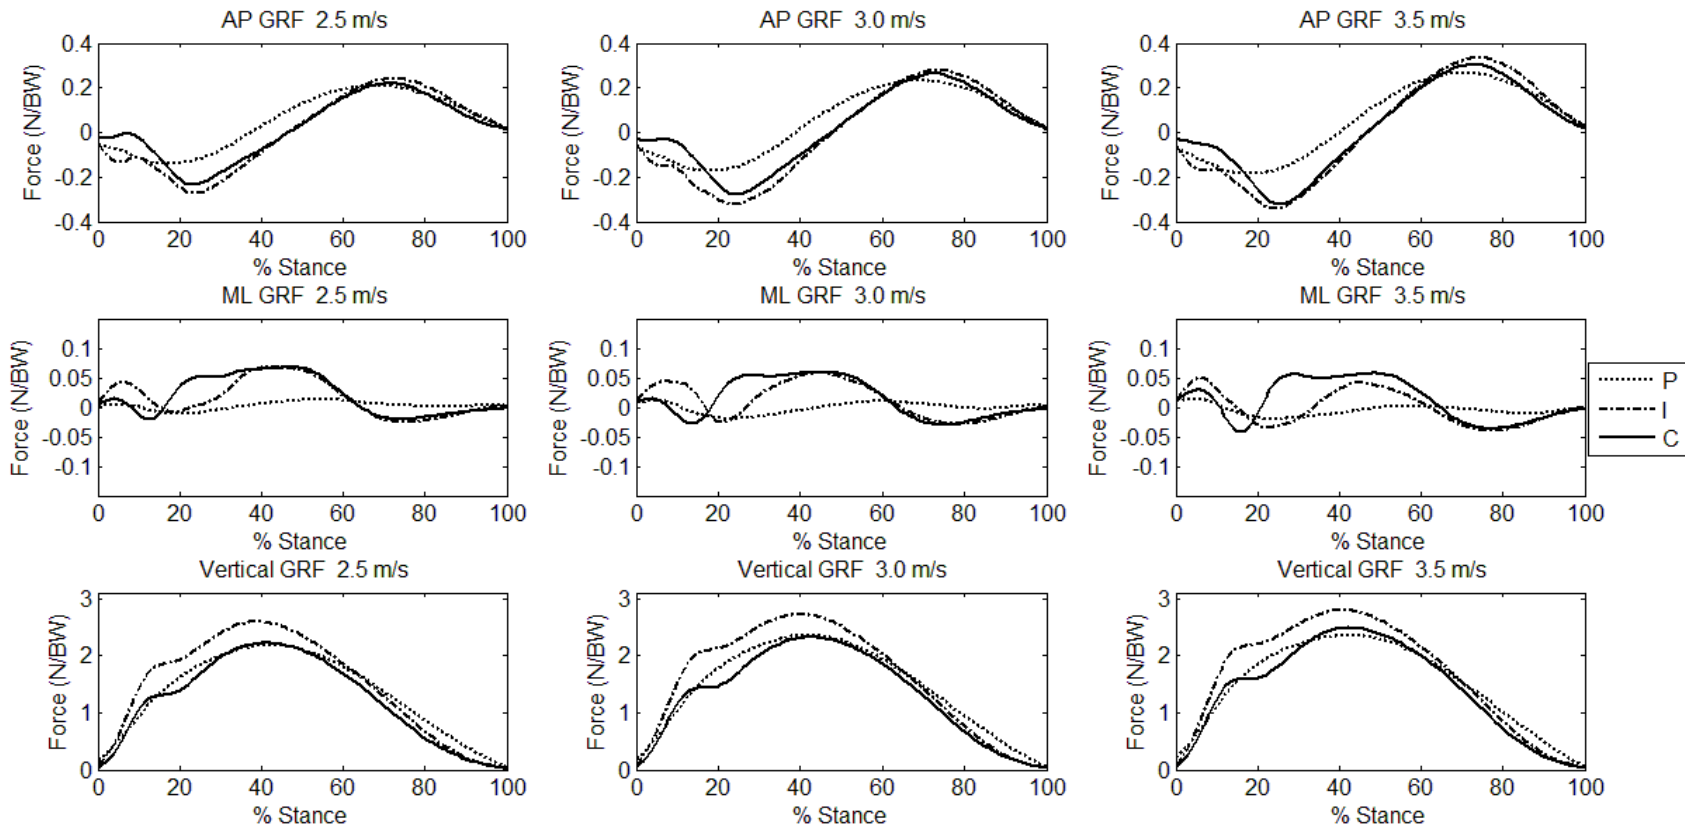 AP GRF 2.5 m/s
AP GRF 3.0 m/s
AP GRF 3.5 m/s
Force (N/BW)
0.4
0.2
0
-0.2
-0.4
0 20 40 60 80 100
% Stance
Force (N/BW)
0.4
0.2
0
-0.2
-0.4
0 20 40 60 80 100
% Stance
Force (N/BW)
0.4
0.2
0
-0.2
-0.4
0 20 40 60 80 100
% Stance
ML GRF 2.5 m/s
ML GRF 3.0 m/s
ML GRF 3.5 m/s
Force (N/BW)
0.1
0.05
0
-0.05
-0.1
0 20 40 60 80 100
% Stance
Force (N/BW)
0.1
0.05
0
-0.05
-0.1
0 20 40 60 80 100
% Stance
Force (N/BW)
0.1
0.05
0
-0.05
-0.1
0 20 40 60 80 100
% Stance
P
I
C
Vertical GRF 2.5 m/s
Vertical GRF 3.0 m/s
Vertical GRF 3.5 m/s
Force (N/BW)
3
2
1
0
0 20 40 60 80 100
% Stance
Force (N/BW)
3
2
1
0
0 20 40 60 80 100
% Stance
Force (N/BW)
3
2
1
0
0 20 40 60 80 100
% Stance